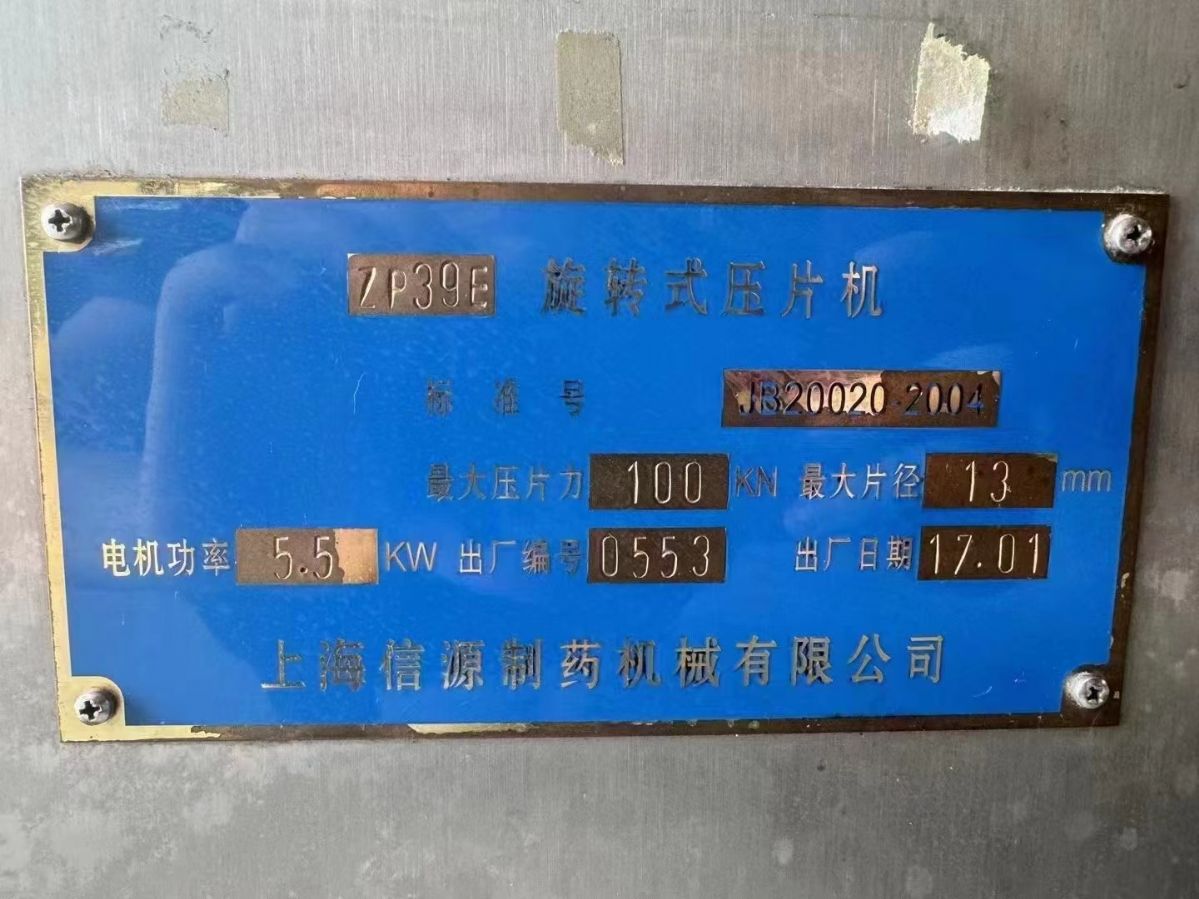 ZP39E 旋转式压片机
标准号 JB20020-2004
最大压片力 100 KN 最大片径 13 mm
电机功率 5.5 KW 出厂编号 0553 出厂日期 17.01
上海信源制药机械有限公司